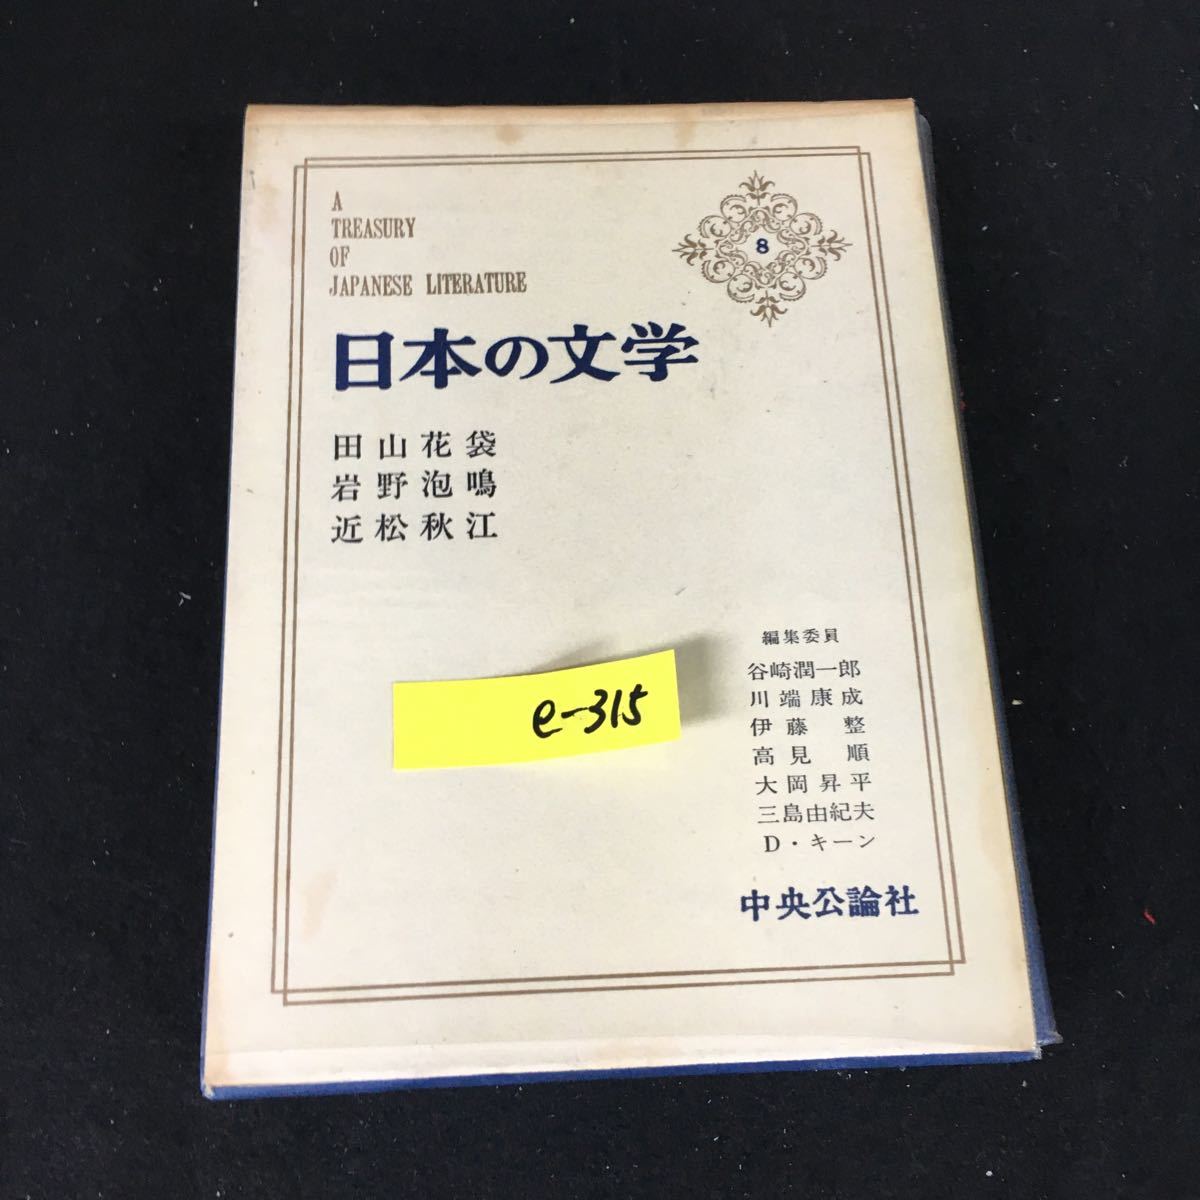 A
TREASURY
OF
JAPANESE LITERATURE
8
日本の文学
田山花袋
岩野泡鳴
近松秋江
e-315
編集委員
谷崎潤一郎
川端康成
伊藤整
高見順
大岡昇平
三島由紀夫
D・キーン
中央公論社